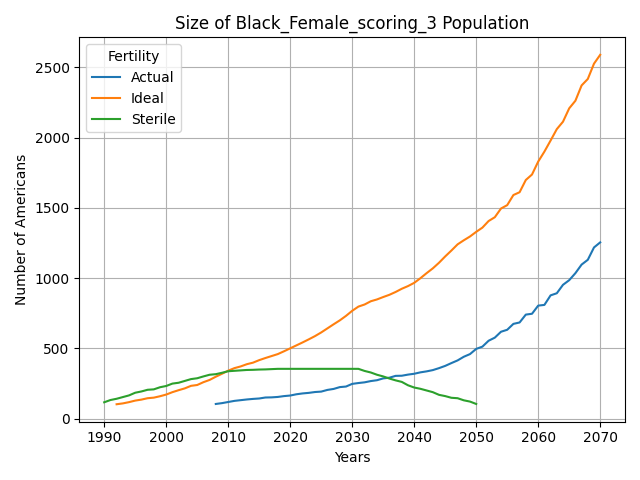 Size of Black_Female_scoring_3 Population
Fertility
Actual
Ideal
Sterile
Number of Americans
2500
2000
1500
1000
500
0
1990 2000 2010 2020 2030 2040 2050 2060 2070
Years